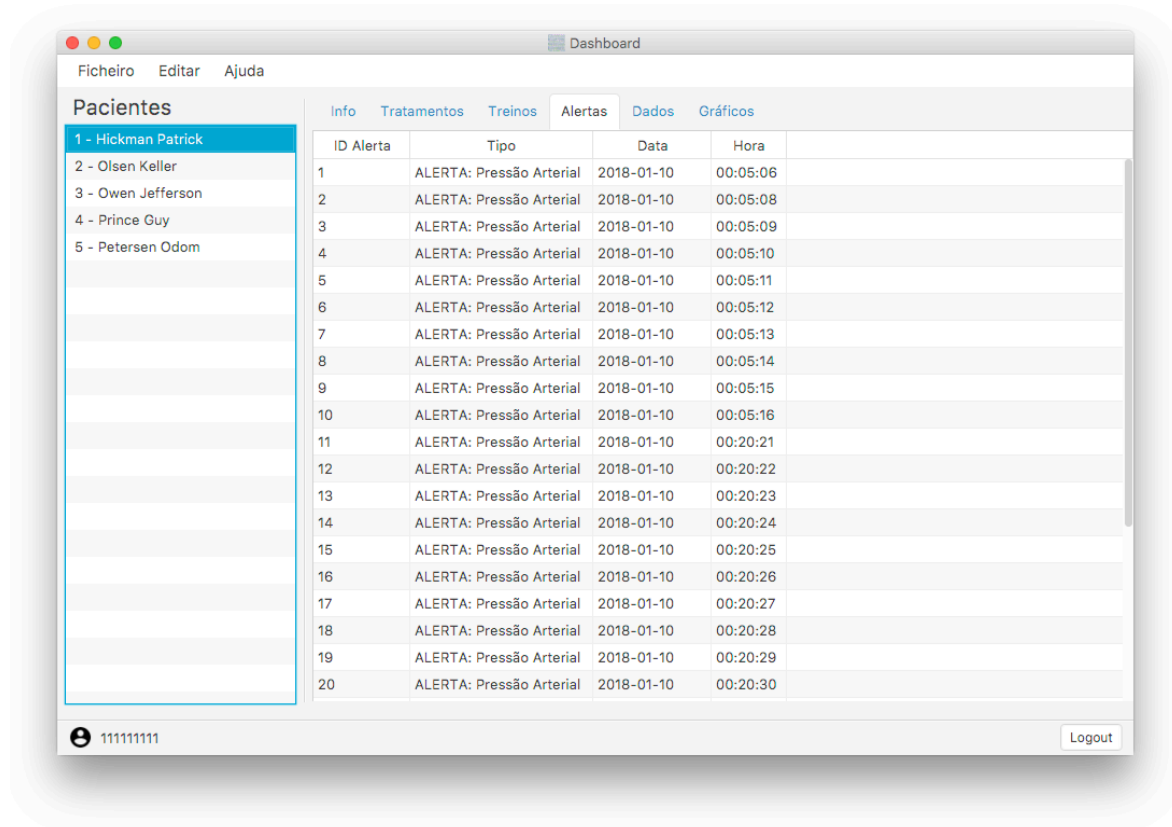 Dashboard
Ficheiro Editar Ajuda
Pacientes
1 - Hickman Patrick
2 - Olsen Keller
3 - Owen Jefferson
4 - Prince Guy
5 - Petersen Odom
Info Tratamentos Treinos Alertas Dados Gráficos
ID Alerta Tipo Data Hora
1 ALERTA: Pressão Arterial 2018-01-10 00:05:06
2 ALERTA: Pressão Arterial 2018-01-10 00:05:08
3 ALERTA: Pressão Arterial 2018-01-10 00:05:09
4 ALERTA: Pressão Arterial 2018-01-10 00:05:10
5 ALERTA: Pressão Arterial 2018-01-10 00:05:11
6 ALERTA: Pressão Arterial 2018-01-10 00:05:12
7 ALERTA: Pressão Arterial 2018-01-10 00:05:13
8 ALERTA: Pressão Arterial 2018-01-10 00:05:14
9 ALERTA: Pressão Arterial 2018-01-10 00:05:15
10 ALERTA: Pressão Arterial 2018-01-10 00:05:16
11 ALERTA: Pressão Arterial 2018-01-10 00:20:21
12 ALERTA: Pressão Arterial 2018-01-10 00:20:22
13 ALERTA: Pressão Arterial 2018-01-10 00:20:23
14 ALERTA: Pressão Arterial 2018-01-10 00:20:24
15 ALERTA: Pressão Arterial 2018-01-10 00:20:25
16 ALERTA: Pressão Arterial 2018-01-10 00:20:26
17 ALERTA: Pressão Arterial 2018-01-10 00:20:27
18 ALERTA: Pressão Arterial 2018-01-10 00:20:28
19 ALERTA: Pressão Arterial 2018-01-10 00:20:29
20 ALERTA: Pressão Arterial 2018-01-10 00:20:30
111111111 Logout